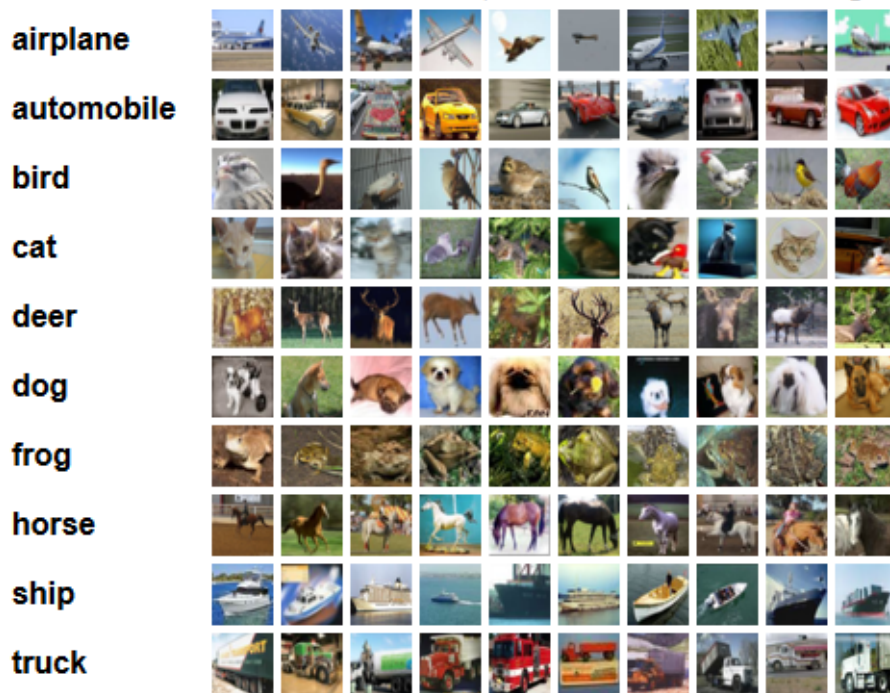 airplane
automobile
bird
cat
deer
dog
frog
horse
ship
truck